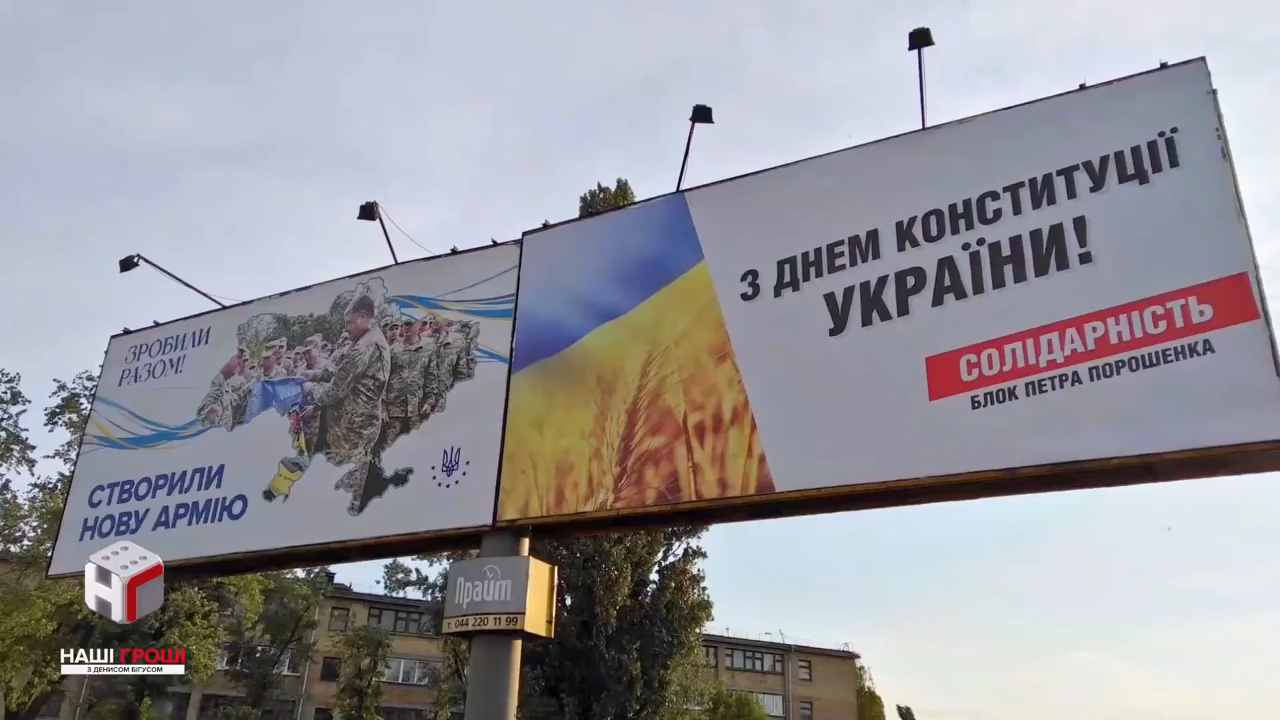 ЗРОБИЛИ
РАЗОМ!
СТВОРИЛИ
НОВУ АРМІЮ
З ДНЕМ КОНСТИТУЦІЇ
УКРАЇНИ!
СОЛІДАРНІСТЬ
БЛОК ПЕТРА ПОРОШЕНКА
Прайт
т. 044 220 11 99
НАШІ ГРОШІ
З ДЕНИСОМ БІГУСОМ